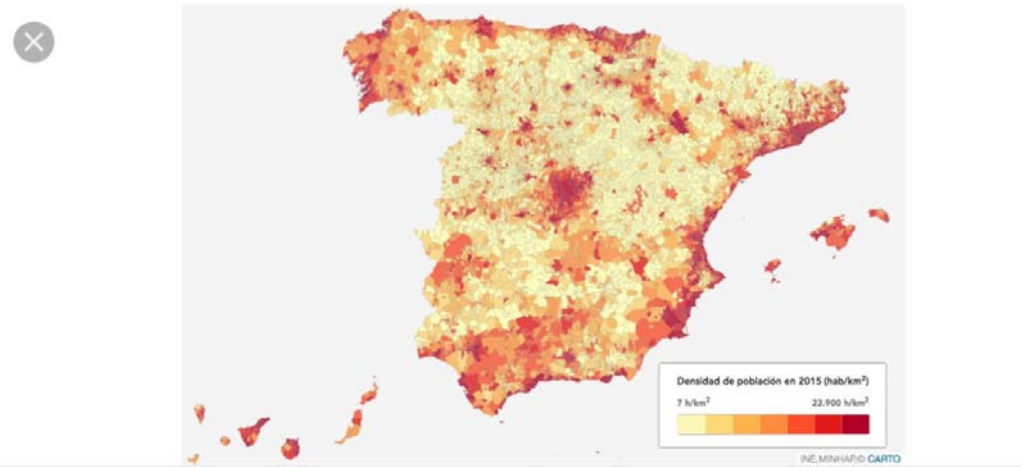 Densidad de población en 2015 (hab/km²)
7 h/km² 22.900 h/km²
INE,MINHAP,© CARTO